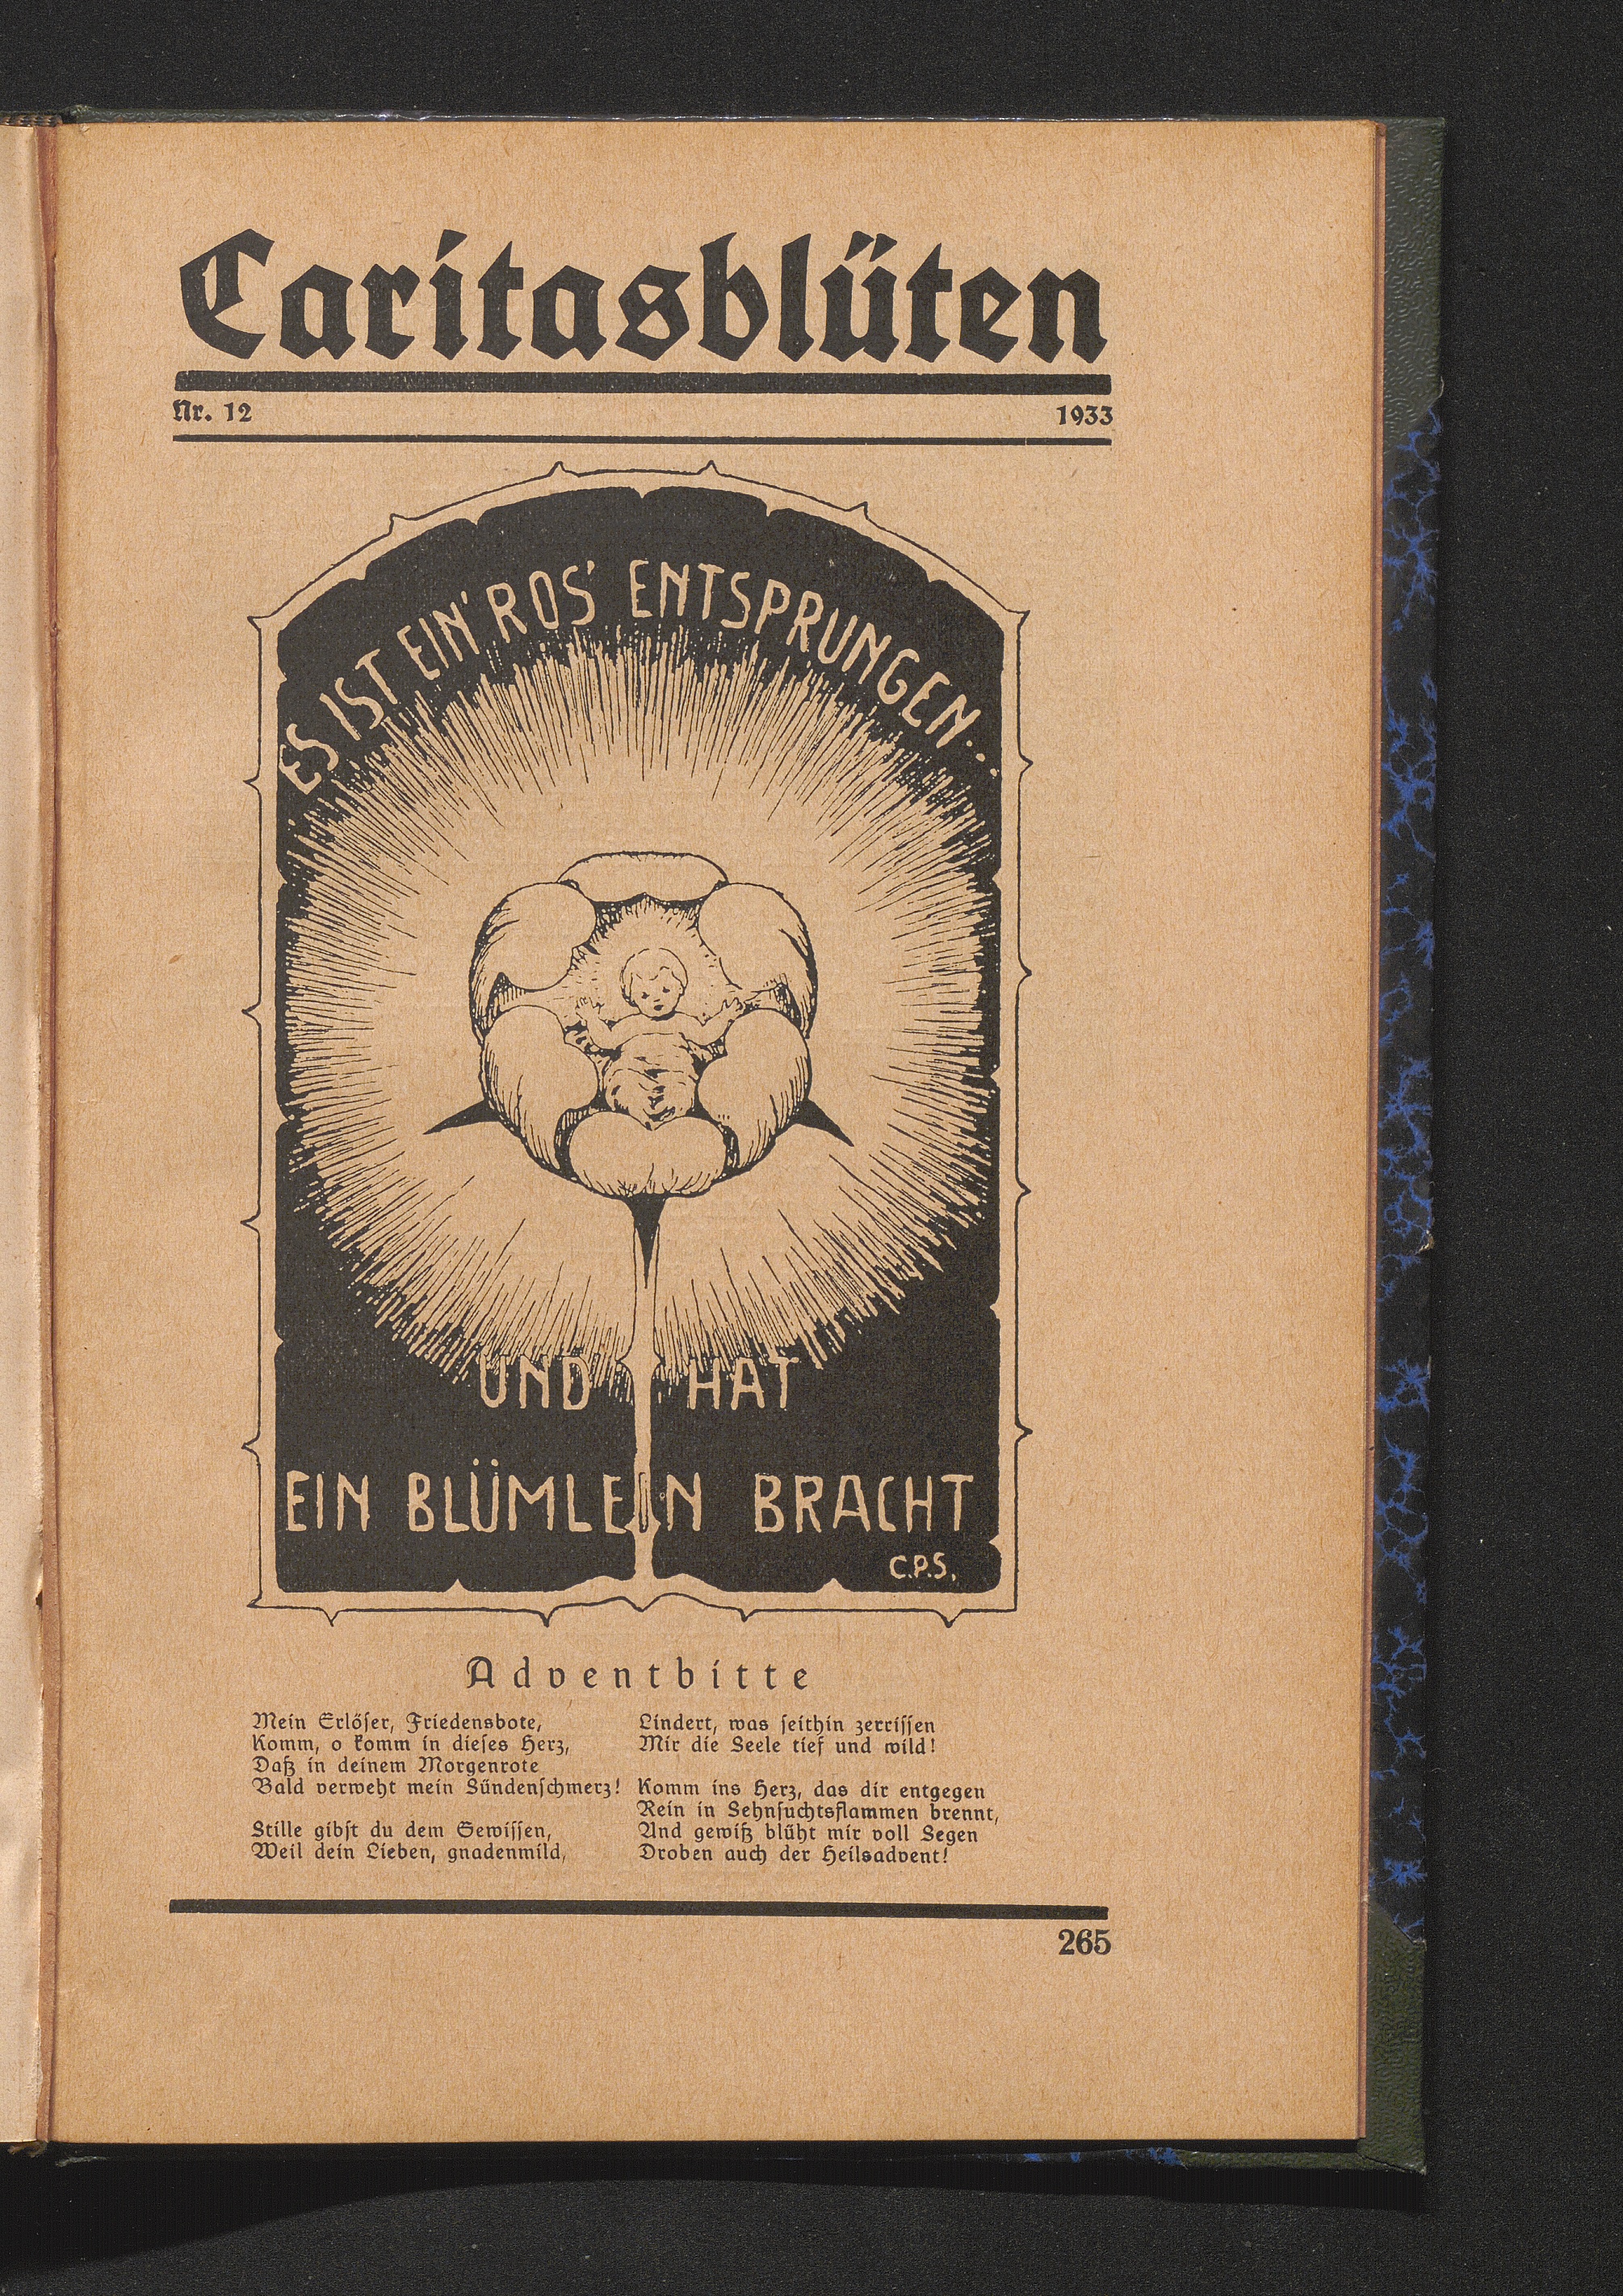 Caritasblüten
Nr. 12 1933
ES IST EIN' ROS' ENTSPRUNGEN...
UND HAT
EIN BLÜMLEIN BRACHT
C.P.S.
Adventbitte
Mein Erlöser, Friedensbote,
Komm, o komm in dieses Herz,
Daß in deinem Morgenrote
Bald verweht mein Sündenschmerz!
Stille gibst du dem Gewissen,
Weil dein Lieben, gnadenmild,
Lindert, was seithin zerrissen
Mir die Seele tief und wild!
Komm ins Herz, das dir entgegen
Rein in Sehnsuchtsflammen brennt,
Und gewiß blüht mir voll Segen
Droben auch der Heilsadvent!
265